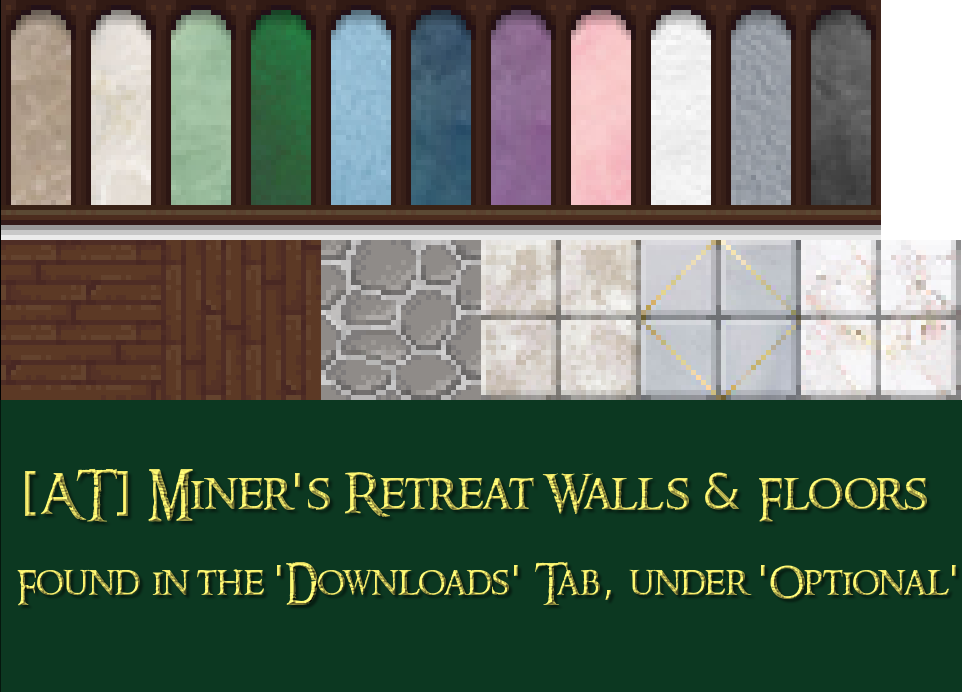 [AT] Miner's Retreat Walls & Floors
Found in the 'Downloads' Tab, under 'Optional'